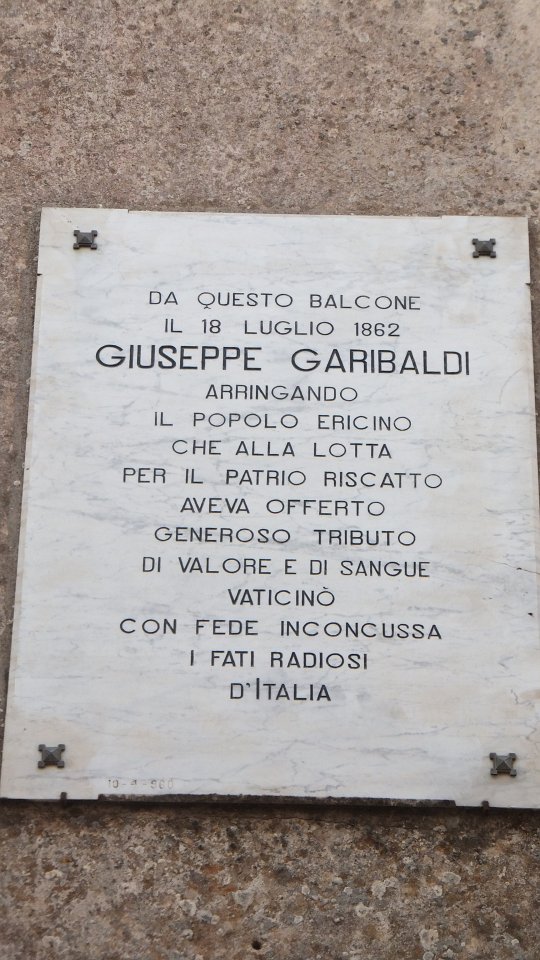 DA QUESTO BALCONE
IL 18 LUGLIO 1862
GIUSEPPE GARIBALDI
ARRINGANDO
IL POPOLO ERICINO
CHE ALLA LOTTA
PER IL PATRIO RISCATTO
AVEVA OFFERTO
GENEROSO TRIBUTO
DI VALORE E DI SANGUE
VATICINÒ
CON FEDE INCONCUSSA
I FATI RADIOSI
D'ITALIA